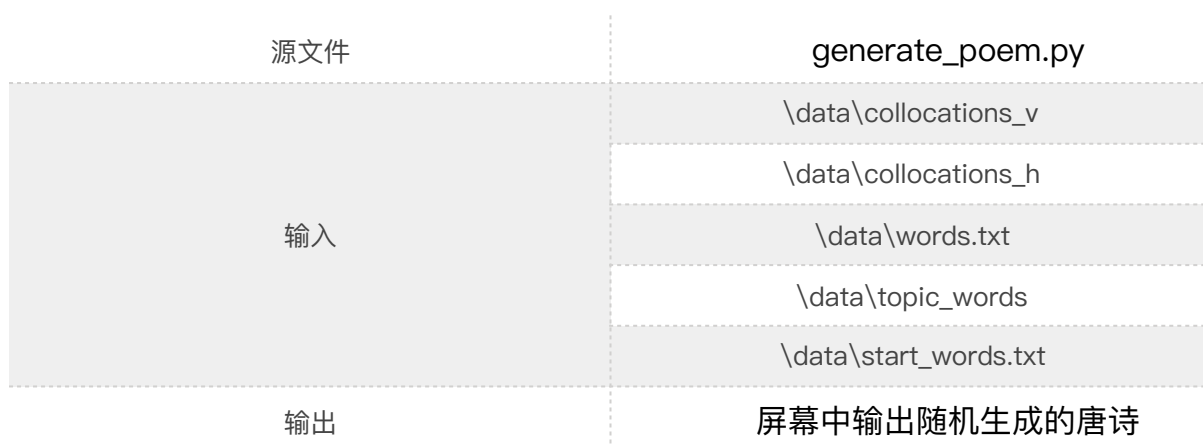 源文件 generate_poem.py
\data\collocations_v
\data\collocations_h
输入 \data\words.txt
\data\topic_words
\data\start_words.txt
输出 屏幕中输出随机生成的唐诗